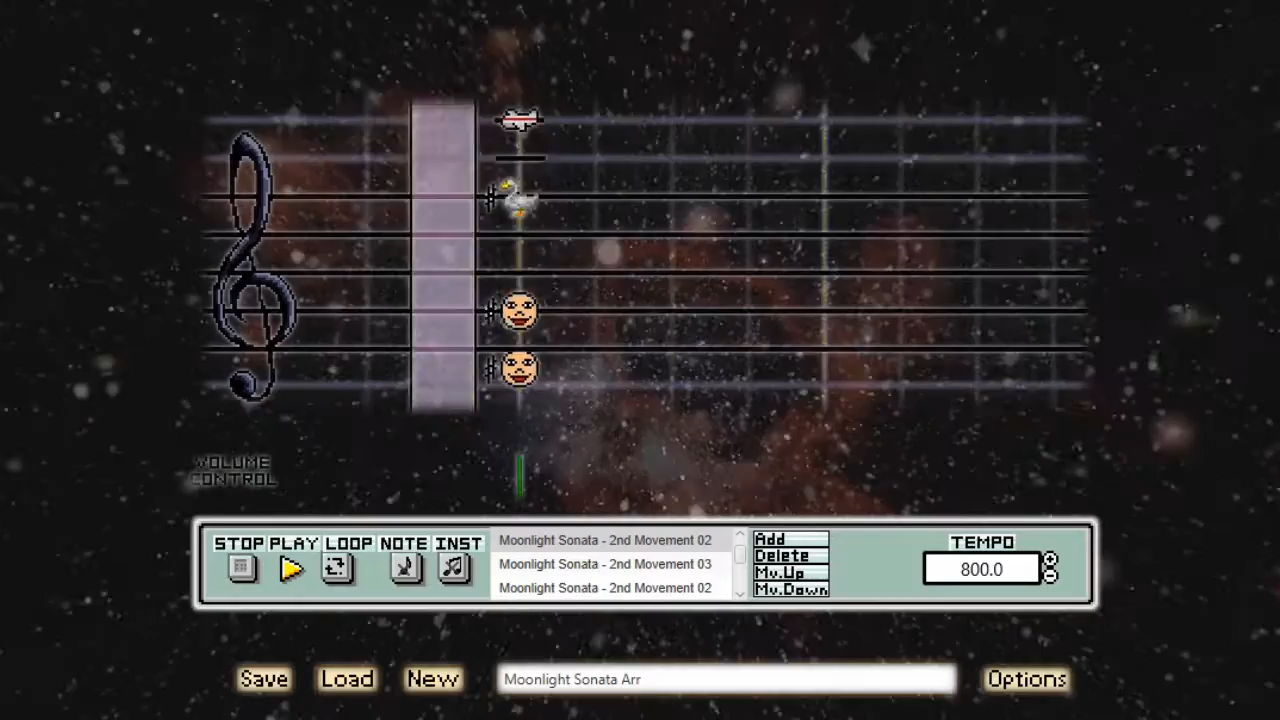 VOLUME
CONTROL
STOP PLAY LOOP NOTE INST
Moonlight Sonata - 2nd Movement 02
Moonlight Sonata - 2nd Movement 03
Moonlight Sonata - 2nd Movement 02
Add
Delete
Mv.Up
Mv.Down
TEMPO
800.0
Save Load New
Moonlight Sonata Arr
Options